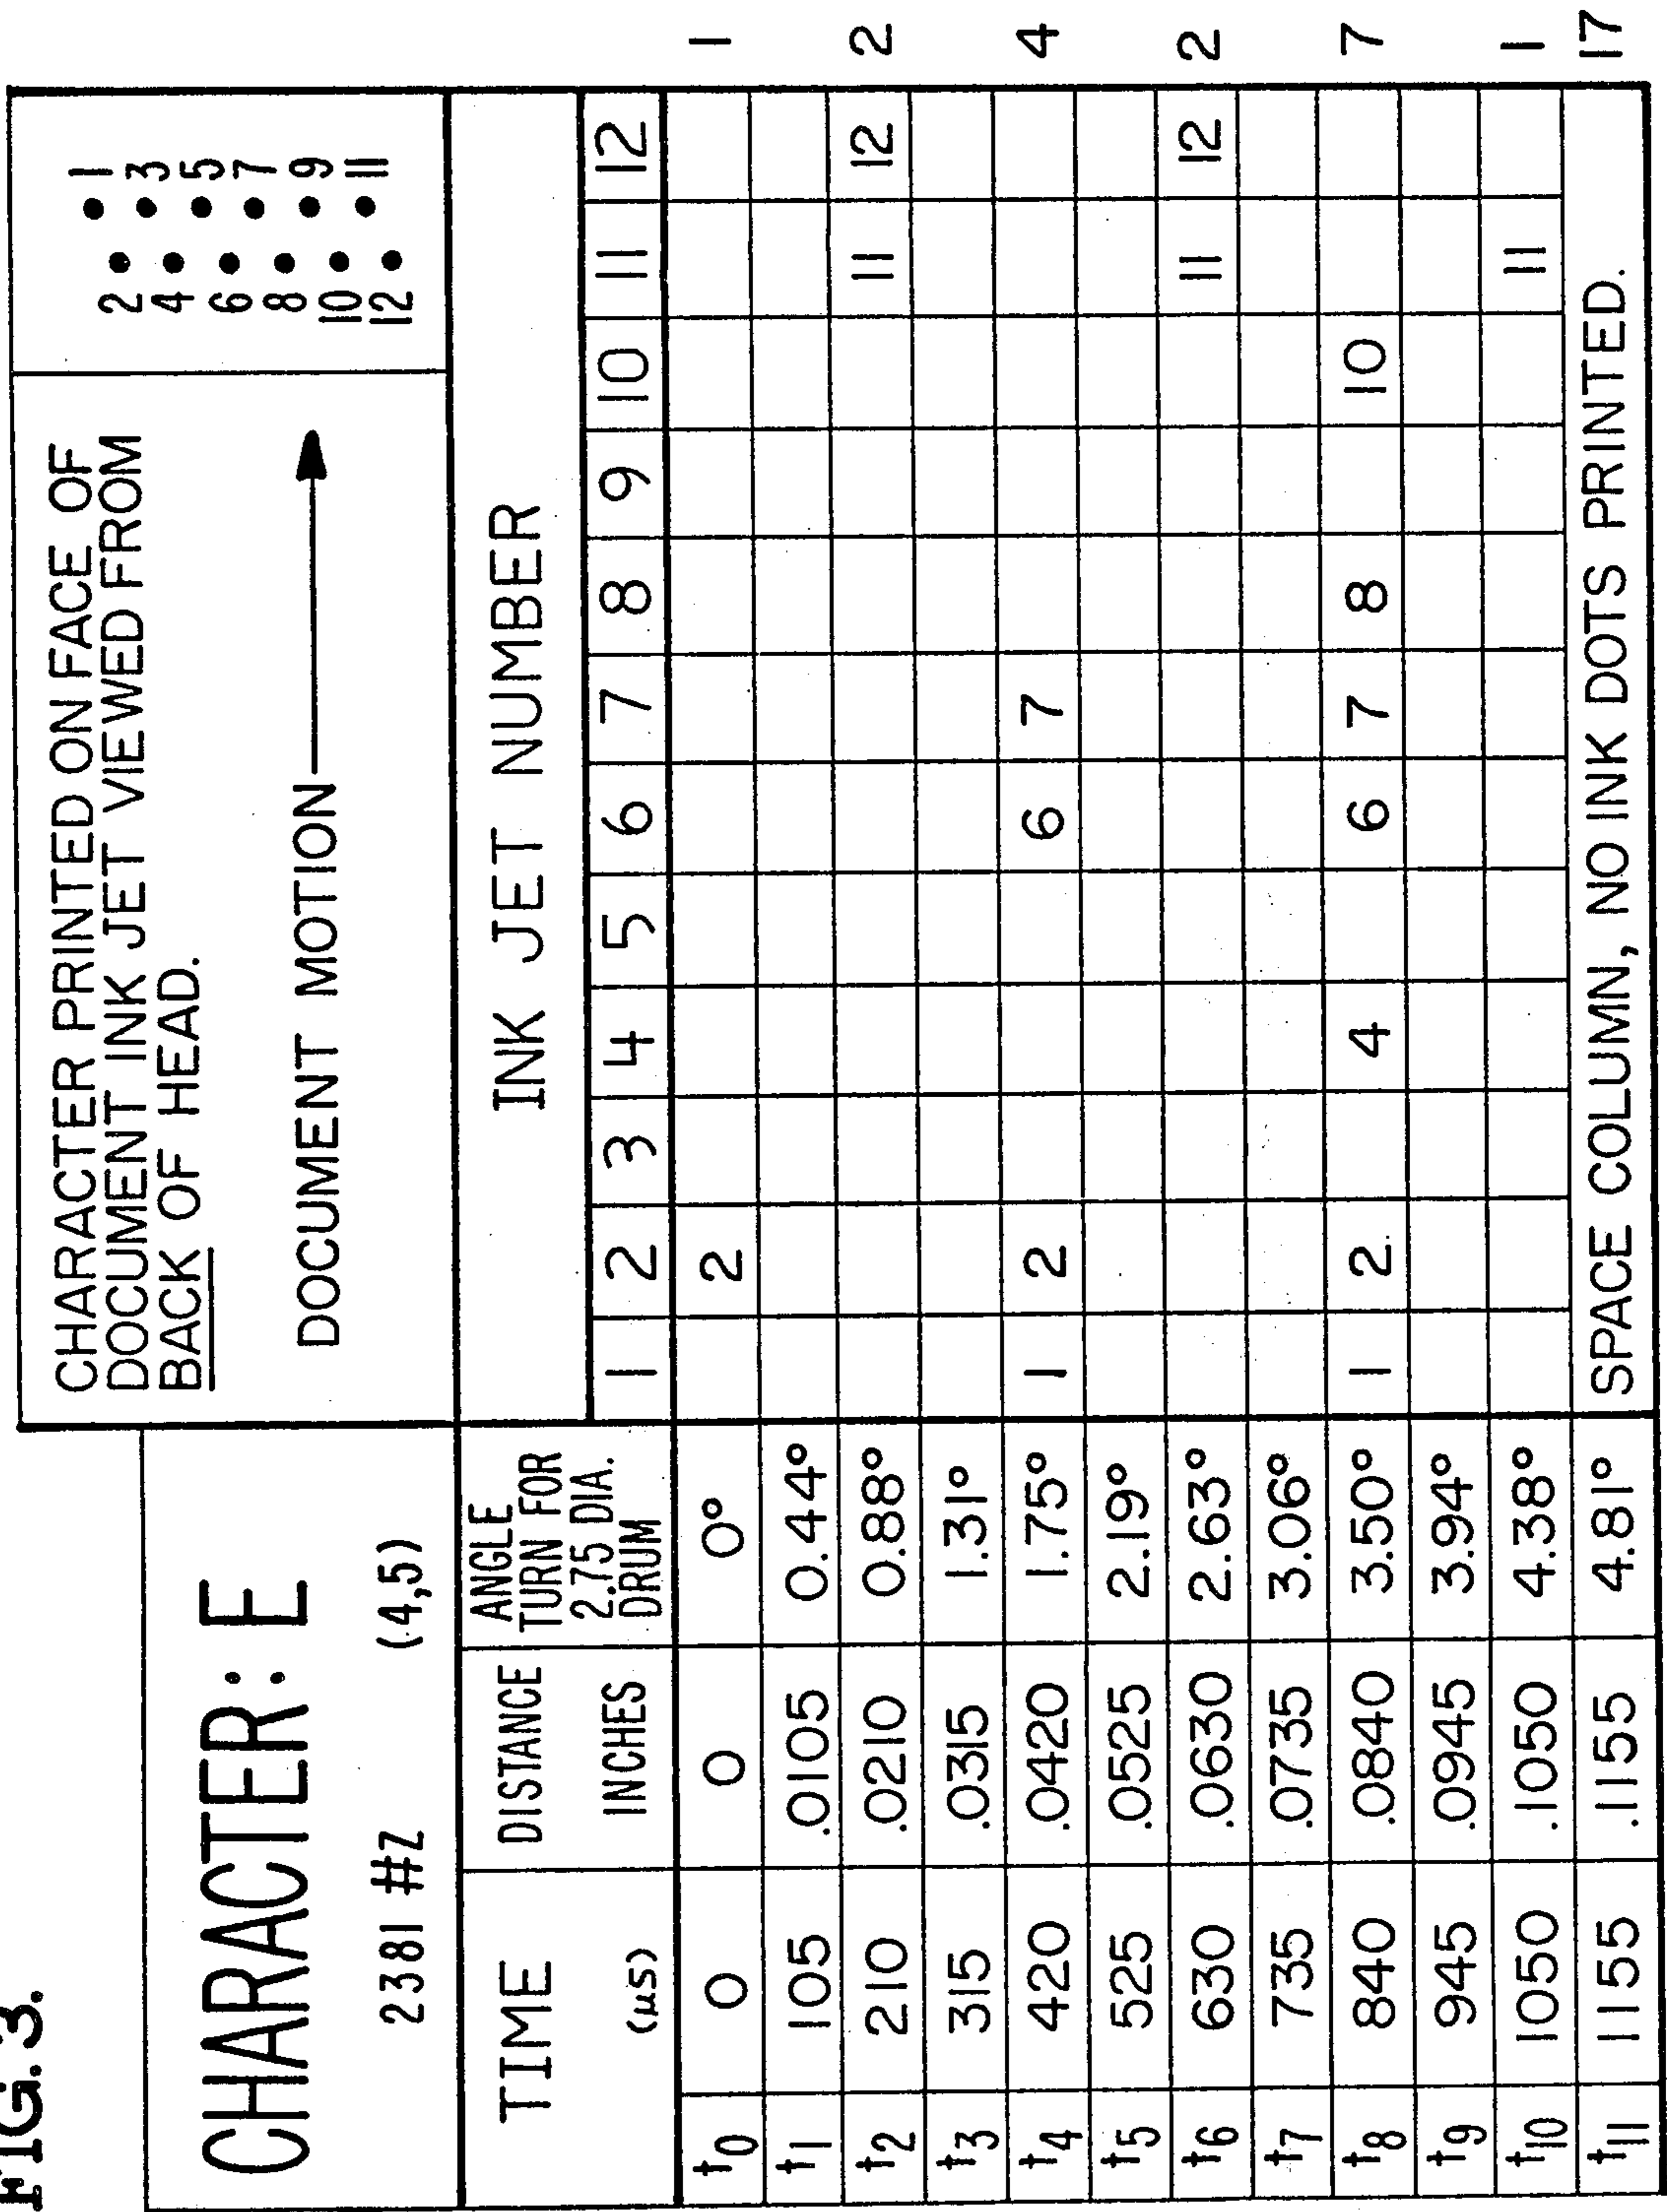 FIG. 3.
CHARACTER: E
2381 #Z (4,5)
CHARACTER PRINTED ON FACE OF
DOCUMENT INK JET VIEWED FROM
BACK OF HEAD.
DOCUMENT MOTION
2 4 6 8 10 12
1 3 5 7 9 11
TIME
(µs)
DISTANCE
INCHES
ANGLE
TURN FOR
2.75 DIA.
DRUM
INK JET NUMBER
1 2 3 4 5 6 7 8 9 10 11 12
t0 0 0 0° 2 1
t1 105 .0105 0.44°
t2 210 .0210 0.88° 11 12 2
t3 315 .0315 1.31°
t4 420 .0420 1.75° 1 2 6 7 4
t5 525 .0525 2.19°
t6 630 .0630 2.63° 11 12 2
t7 735 .0735 3.06°
t8 840 .0840 3.50° 1 2 4 6 7 8 10 7
t9 945 .0945 3.94°
t10 1050 .1050 4.38° 11 1
t11 1155 .1155 4.81° SPACE COLUMN, NO INK DOTS PRINTED. 17